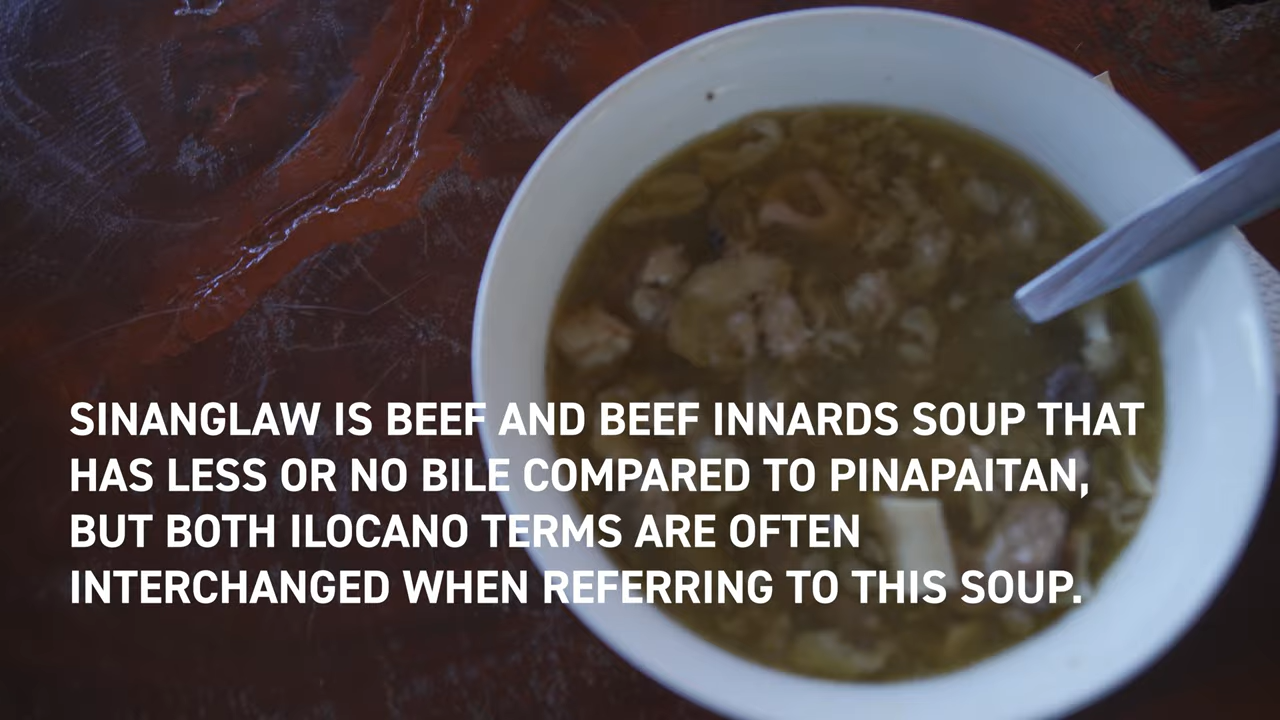 SINANGLAW IS BEEF AND BEEF INNARDS SOUP THAT
HAS LESS OR NO BILE COMPARED TO PINAPAITAN,
BUT BOTH ILOCANO TERMS ARE OFTEN
INTERCHANGED WHEN REFERRING TO THIS SOUP.